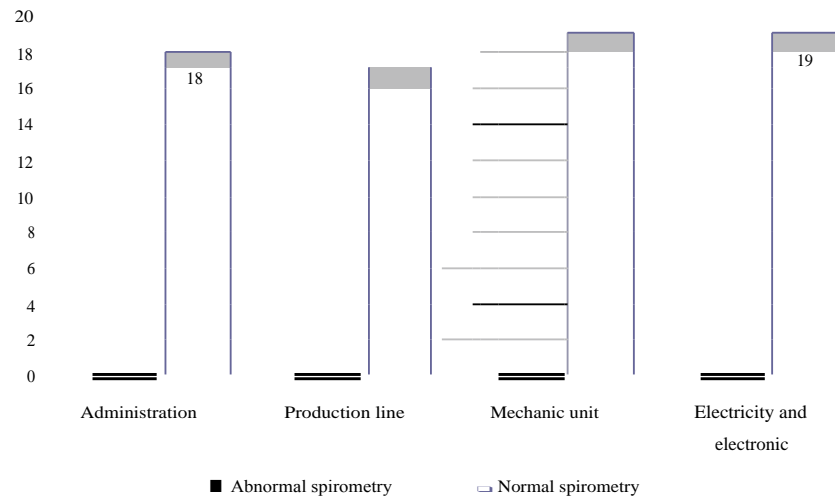 20
18
18
19
16
14
12
10
8
6
4
2
0
Administration
Production line
Mechanic unit
Electricity and
electronic
Abnormal spirometry
Normal spirometry